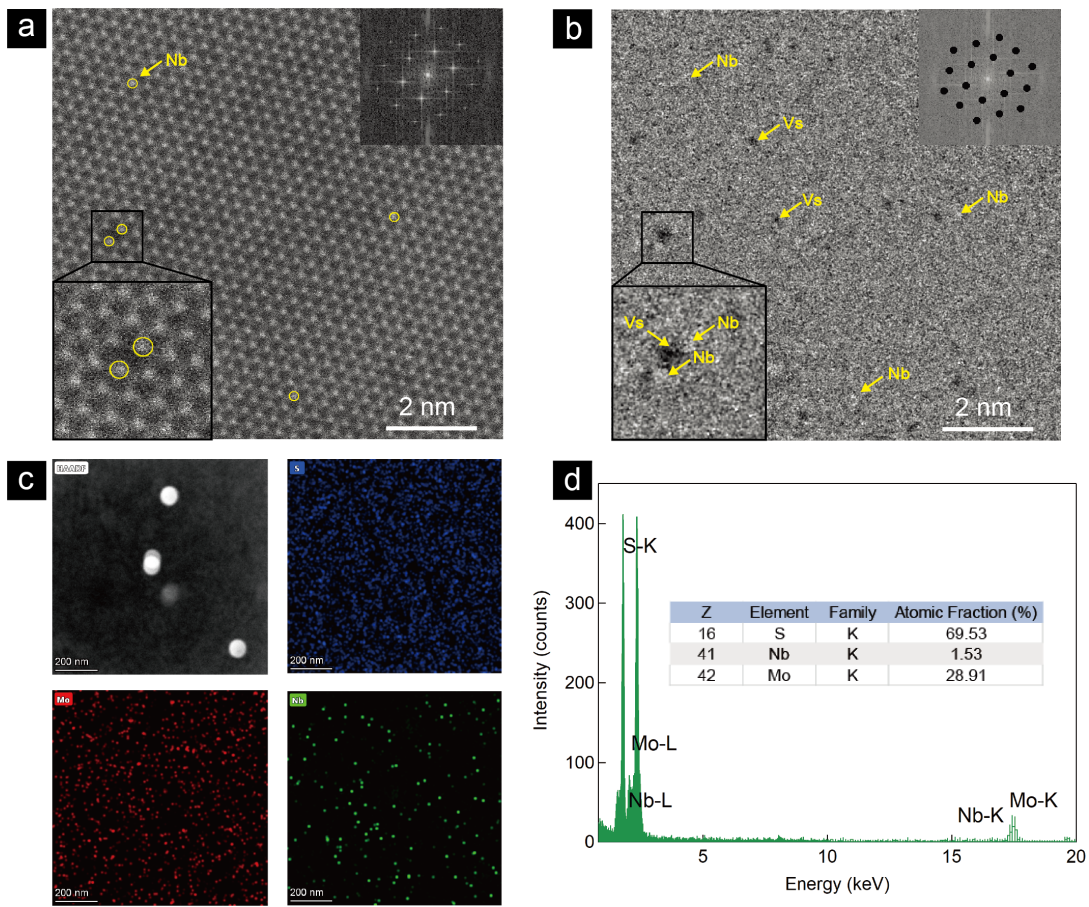 a
Nb
2 nm
b
Nb
Vs
Vs
Nb
Vs
Nb
Nb
Nb
2 nm
c
HAADF
200 nm
S
200 nm
Mo
200 nm
Nb
200 nm
d
Intensity (counts)
400
300
200
100
0
S-K
Mo-L
Nb-L
Nb-K
Mo-K
Z Element Family Atomic Fraction (%)
16 S K 69.53
41 Nb K 1.53
42 Mo K 28.91
5 10 15 20
Energy (keV)